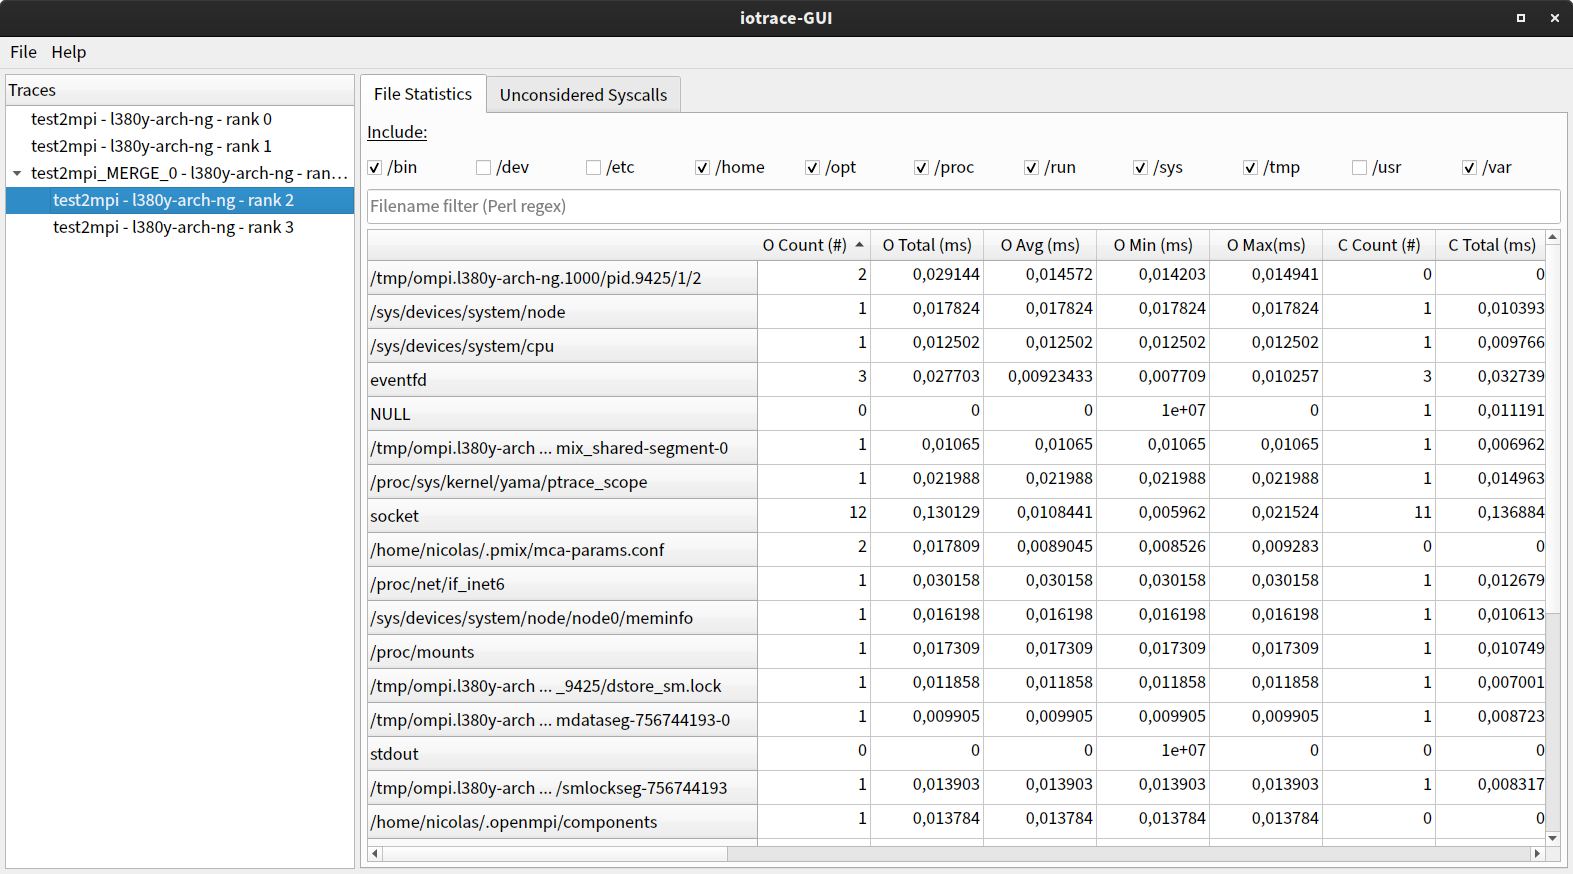 iotrace-GUI
File Help
Traces
test2mpi - l380y-arch-ng - rank 0
test2mpi - l380y-arch-ng - rank 1
test2mpi_MERGE_0 - l380y-arch-ng - ran…
test2mpi - l380y-arch-ng - rank 2
test2mpi - l380y-arch-ng - rank 3
File Statistics Unconsidered Syscalls
Include:
/bin /dev /etc /home /opt /proc /run /sys /tmp /usr /var
Filename filter (Perl regex)
O Count (#) O Total (ms) O Avg (ms) O Min (ms) O Max(ms) C Count (#) C Total (ms)
/tmp/ompi.l380y-arch-ng.1000/pid.9425/1/2 2 0,029144 0,014572 0,014203 0,014941 0 0
/sys/devices/system/node 1 0,017824 0,017824 0,017824 0,017824 1 0,010393
/sys/devices/system/cpu 1 0,012502 0,012502 0,012502 0,012502 1 0,009766
eventfd 3 0,027703 0,00923433 0,007709 0,010257 3 0,032739
NULL 0 0 0 1e+07 0 1 0,011191
/tmp/ompi.l380y-arch ... mix_shared-segment-0 1 0,01065 0,01065 0,01065 0,01065 1 0,006962
/proc/sys/kernel/yama/ptrace_scope 1 0,021988 0,021988 0,021988 0,021988 1 0,014963
socket 12 0,130129 0,0108441 0,005962 0,021524 11 0,136884
/home/nicolas/.pmix/mca-params.conf 2 0,017809 0,0089045 0,008526 0,009283 0 0
/proc/net/if_inet6 1 0,030158 0,030158 0,030158 0,030158 1 0,012679
/sys/devices/system/node/node0/meminfo 1 0,016198 0,016198 0,016198 0,016198 1 0,010613
/proc/mounts 1 0,017309 0,017309 0,017309 0,017309 1 0,010749
/tmp/ompi.l380y-arch ... _9425/dstore_sm.lock 1 0,011858 0,011858 0,011858 0,011858 1 0,007001
/tmp/ompi.l380y-arch ... mdataseg-756744193-0 1 0,009905 0,009905 0,009905 0,009905 1 0,008723
stdout 0 0 0 1e+07 0 0 0
/tmp/ompi.l380y-arch ... /smlockseg-756744193 1 0,013903 0,013903 0,013903 0,013903 1 0,008317
/home/nicolas/.openmpi/components 1 0,013784 0,013784 0,013784 0,013784 0 0